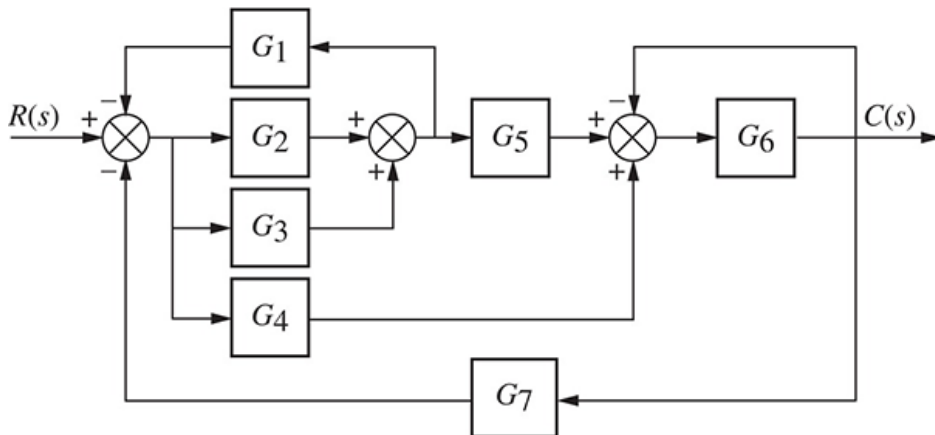 G1
R(s) + − − G2 + + G5 + − + G6 C(s)
G3
G4
G7